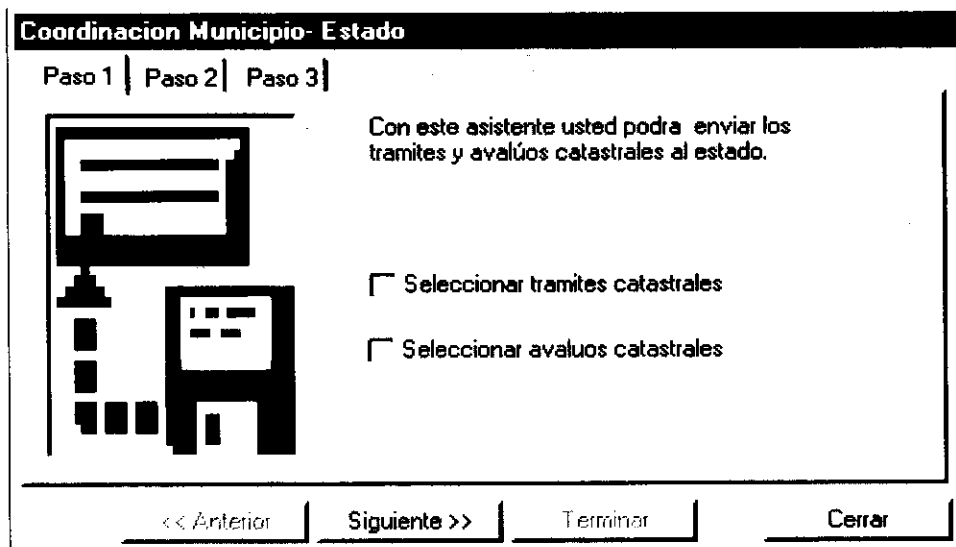 Coordinacion Municipio- Estado
Paso 1 Paso 2 Paso 3
Con este asistente usted podra enviar los
tramites y avalúos catastrales al estado.
Seleccionar tramites catastrales
Seleccionar avaluos catastrales
<< Anterior Siguiente >> Terminar Cerrar